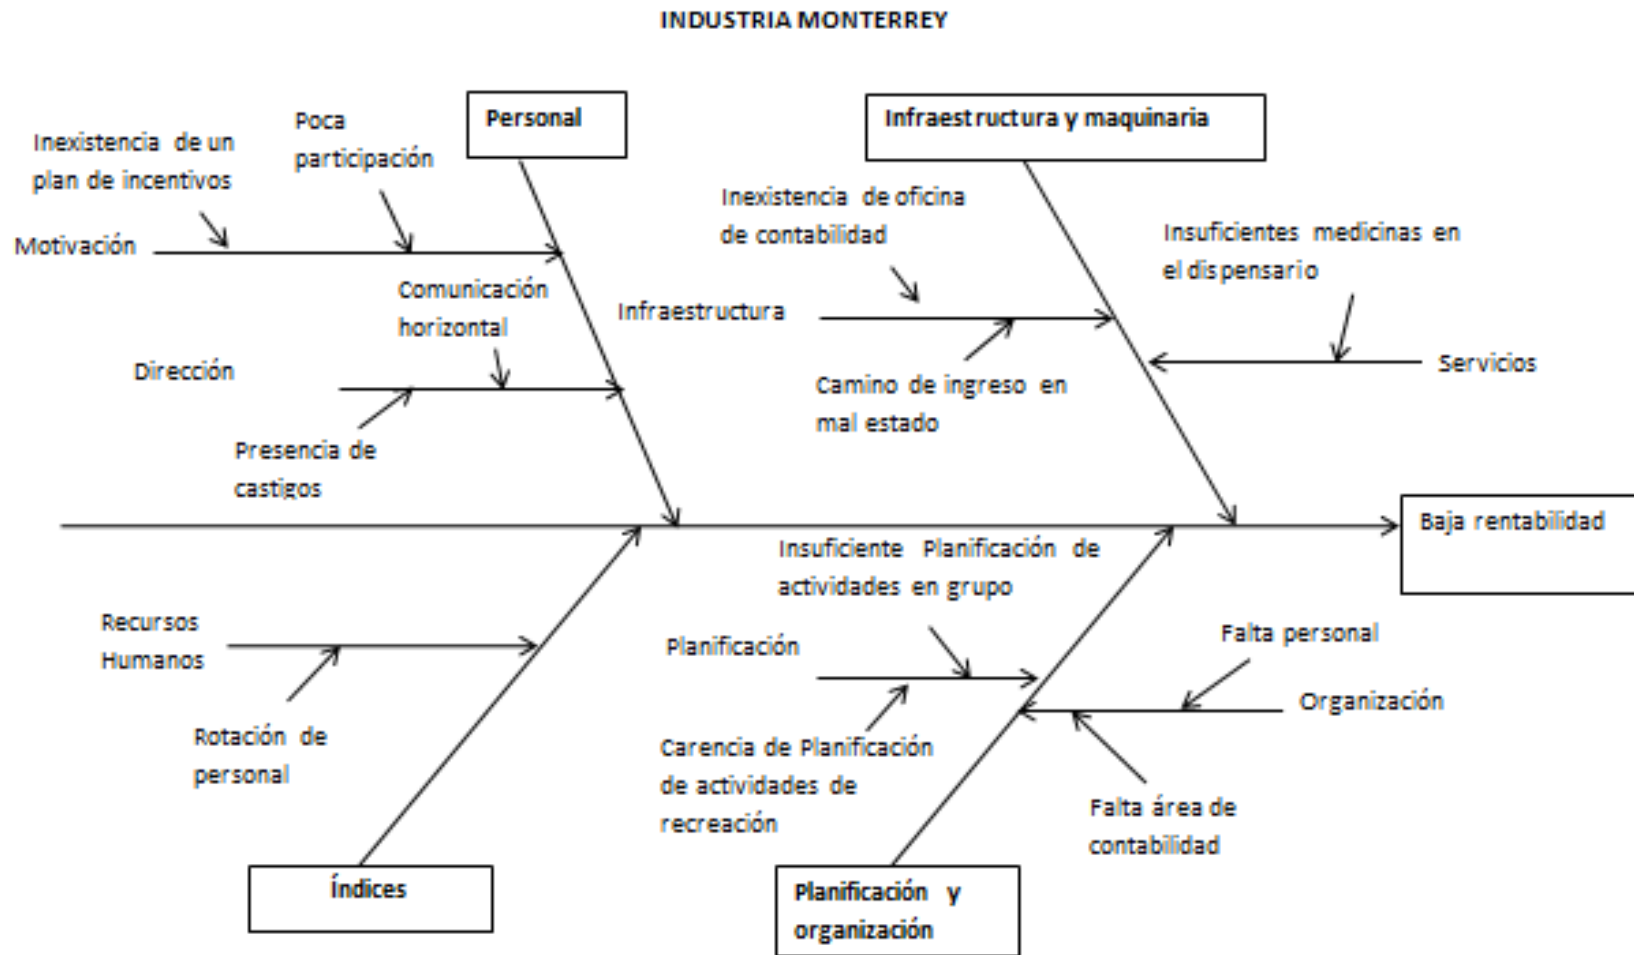 INDUSTRIA MONTERREY
Personal
Infraestructura y maquinaria
Inexistencia de un
plan de incentivos
Poca
participación
Motivación
Comunicación
horizontal
Dirección
Presencia de
castigos
Inexistencia de oficina
de contabilidad
Infraestructura
Camino de ingreso en
mal estado
Insuficientes medicinas en
el dispensario
Servicios
Baja rentabilidad
Recursos
Humanos
Rotación de
personal
Índices
Insuficiente Planificación de
actividades en grupo
Planificación
Carencia de Planificación
de actividades de
recreación
Falta personal
Organización
Falta área de
contabilidad
Planificación y
organización